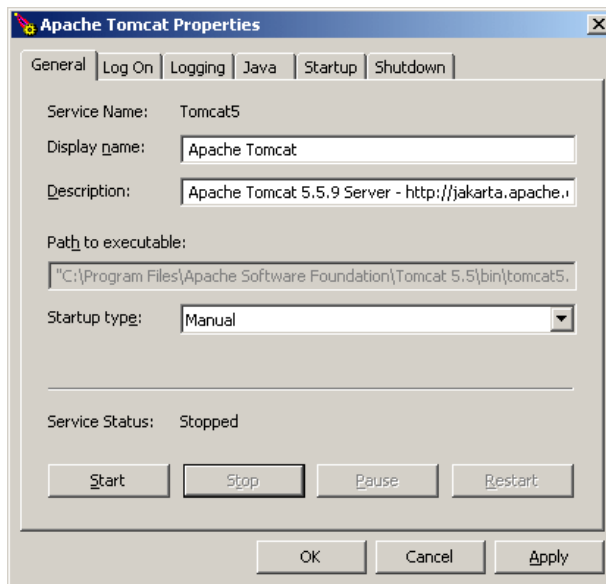 Apache Tomcat Properties
General Log On Logging Java Startup Shutdown
Service Name: Tomcat5
Display name: Apache Tomcat
Description: Apache Tomcat 5.5.9 Server - http://jakarta.apache.
Path to executable:
"C:\Program Files\Apache Software Foundation\Tomcat 5.5\bin\tomcat5.
Startup type: Manual
Service Status: Stopped
Start Stop Pause Restart
OK Cancel Apply